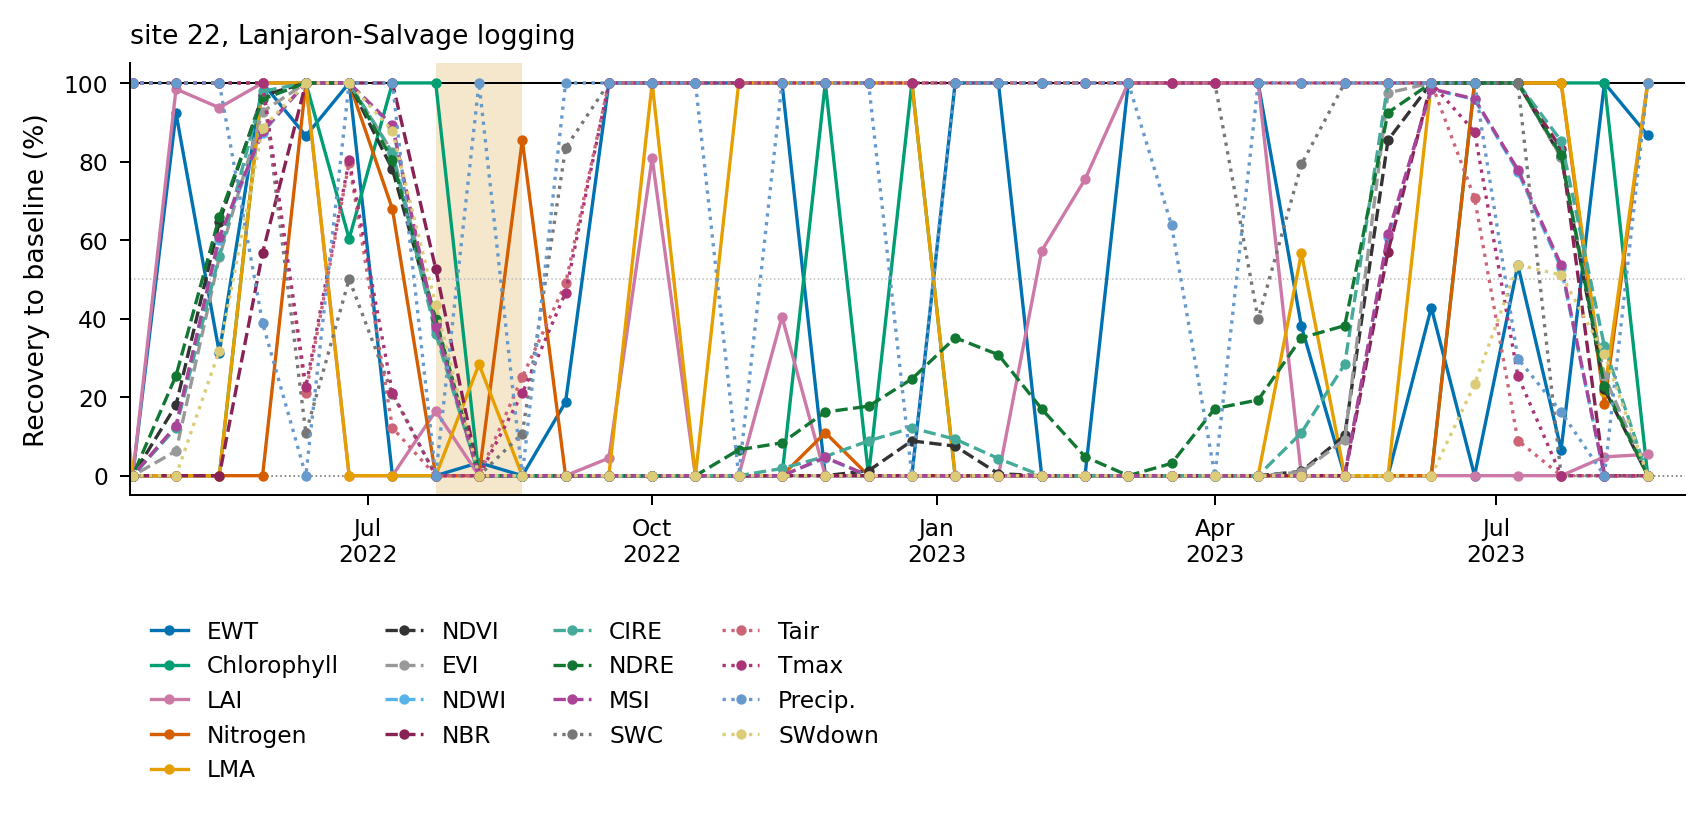 site 22, Lanjaron-Salvage logging
Recovery to baseline (%)
100
80
60
40
20
0
Jul
2022
Oct
2022
Jan
2023
Apr
2023
Jul
2023
EWT
Chlorophyll
LAI
Nitrogen
LMA
NDVI
EVI
NDWI
NBR
CIRE
NDRE
MSI
SWC
Tair
Tmax
Precip.
SWdown